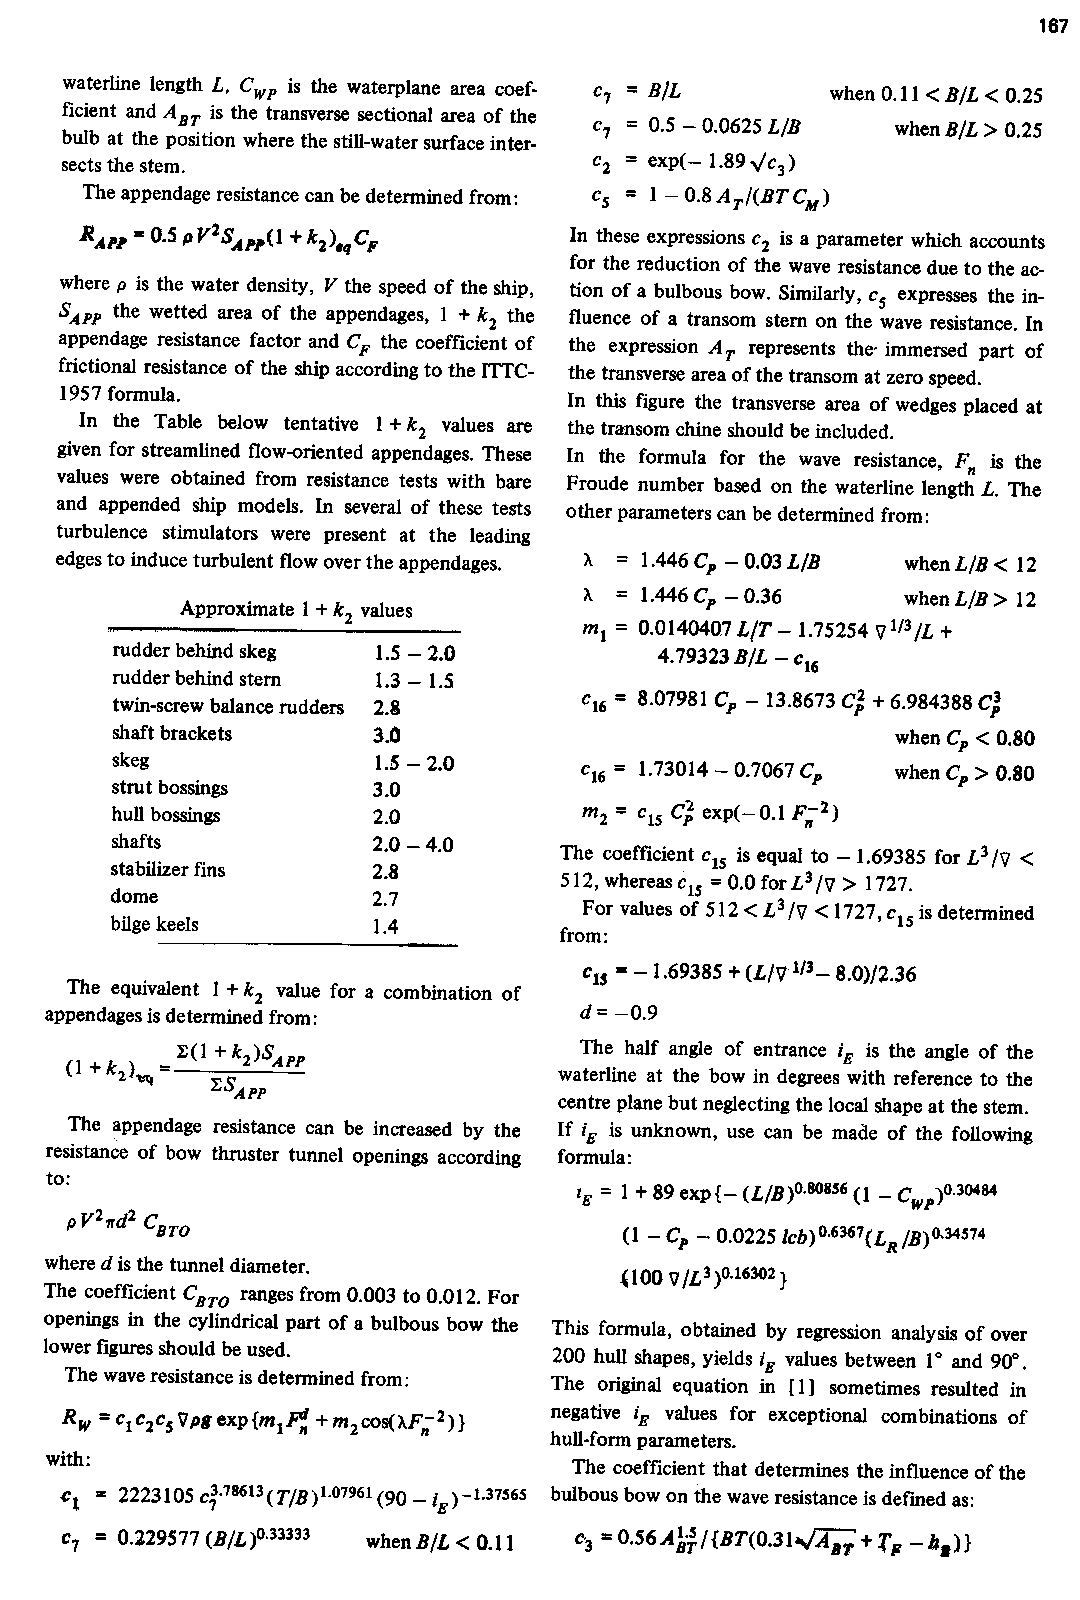 167
waterline length L, C_WP is the waterplane area coef-
ficient and A_BT is the transverse sectional area of the
bulb at the position where the still-water surface inter-
sects the stem.
The appendage resistance can be determined from:
R_APP = 0.5 ρ V²S_APP(1 + k₂)_eq C_F
where ρ is the water density, V the speed of the ship,
S_APP the wetted area of the appendages, 1 + k₂ the
appendage resistance factor and C_F the coefficient of
frictional resistance of the ship according to the ITTC-
1957 formula.
In the Table below tentative 1 + k₂ values are
given for streamlined flow-oriented appendages. These
values were obtained from resistance tests with bare
and appended ship models. In several of these tests
turbulence stimulators were present at the leading
edges to induce turbulent flow over the appendages.
Approximate 1 + k₂ values
rudder behind skeg 1.5 – 2.0
rudder behind stern 1.3 – 1.5
twin-screw balance rudders 2.8
shaft brackets 3.0
skeg 1.5 – 2.0
strut bossings 3.0
hull bossings 2.0
shafts 2.0 – 4.0
stabilizer fins 2.8
dome 2.7
bilge keels 1.4
The equivalent 1 + k₂ value for a combination of
appendages is determined from:
(1 + k₂)_eq = Σ(1 + k₂)S_APP / ΣS_APP
The appendage resistance can be increased by the
resistance of bow thruster tunnel openings according
to:
ρ V²πd² C_BTO
where d is the tunnel diameter.
The coefficient C_BTO ranges from 0.003 to 0.012. For
openings in the cylindrical part of a bulbous bow the
lower figures should be used.
The wave resistance is determined from:
R_W = c₁c₂c₅ ∇ρg exp{m₁F_n^d + m₂cos(λF_n⁻²)}
with:
c₁ = 2223105 c₇^3.78613 (T/B)^1.07961 (90 – i_E)^–1.37565
c₇ = 0.229577 (B/L)^0.33333 when B/L < 0.11
c₇ = B/L when 0.11 < B/L < 0.25
c₇ = 0.5 – 0.0625 L/B when B/L > 0.25
c₂ = exp(– 1.89 √c₃)
c₅ = 1 – 0.8 A_T/(BT C_M)
In these expressions c₂ is a parameter which accounts
for the reduction of the wave resistance due to the ac-
tion of a bulbous bow. Similarly, c₅ expresses the in-
fluence of a transom stern on the wave resistance. In
the expression A_T represents the immersed part of
the transverse area of the transom at zero speed.
In this figure the transverse area of wedges placed at
the transom chine should be included.
In the formula for the wave resistance, F_n is the
Froude number based on the waterline length L. The
other parameters can be determined from:
λ = 1.446 C_P – 0.03 L/B when L/B < 12
λ = 1.446 C_P – 0.36 when L/B > 12
m₁ = 0.0140407 L/T – 1.75254 ∇^1/3/L +
4.79323 B/L – c₁₆
c₁₆ = 8.07981 C_P – 13.8673 C_P² + 6.984388 C_P³
when C_P < 0.80
c₁₆ = 1.73014 – 0.7067 C_P when C_P > 0.80
m₂ = c₁₅ C_P² exp(–0.1 F_n⁻²)
The coefficient c₁₅ is equal to – 1.69385 for L³/∇ <
512, whereas c₁₅ = 0.0 for L³/∇ > 1727.
For values of 512 < L³/∇ < 1727, c₁₅ is determined
from:
c₁₅ = – 1.69385 + (L/∇^1/3 – 8.0)/2.36
d = –0.9
The half angle of entrance i_E is the angle of the
waterline at the bow in degrees with reference to the
centre plane but neglecting the local shape at the stem.
If i_E is unknown, use can be made of the following
formula:
i_E = 1 + 89 exp{– (L/B)^0.80856 (1 – C_WP)^0.30484
(1 – C_P – 0.0225 lcb)^0.6367 (L_R/B)^0.34574
(100 ∇/L³)^0.16302}
This formula, obtained by regression analysis of over
200 hull shapes, yields i_E values between 1° and 90°.
The original equation in [1] sometimes resulted in
negative i_E values for exceptional combinations of
hull-form parameters.
The coefficient that determines the influence of the
bulbous bow on the wave resistance is defined as:
c₃ = 0.56 A_BT^1.5 / {BT(0.31√A_BT + T_F – h_B)}